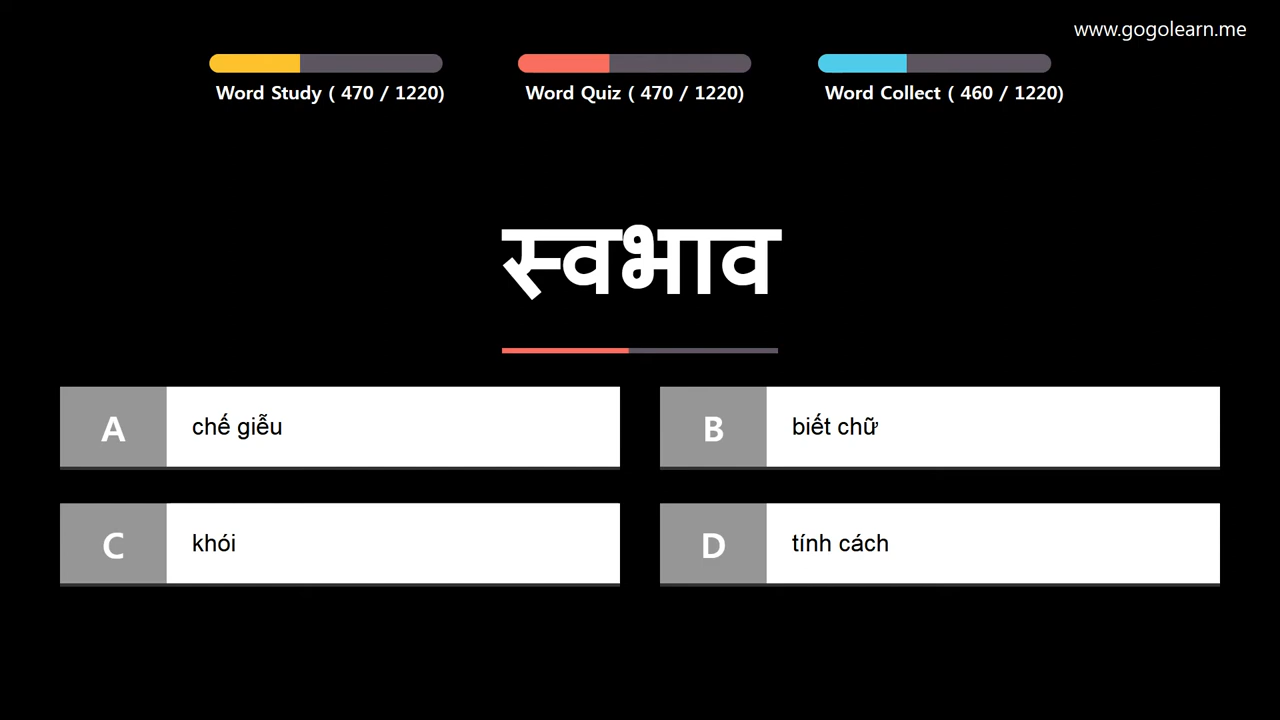 www.gogolearn.me
Word Study ( 470 / 1220)
Word Quiz ( 470 / 1220)
Word Collect ( 460 / 1220)
स्वभाव
A
chế giễu
B
biết chữ
C
khói
D
tính cách